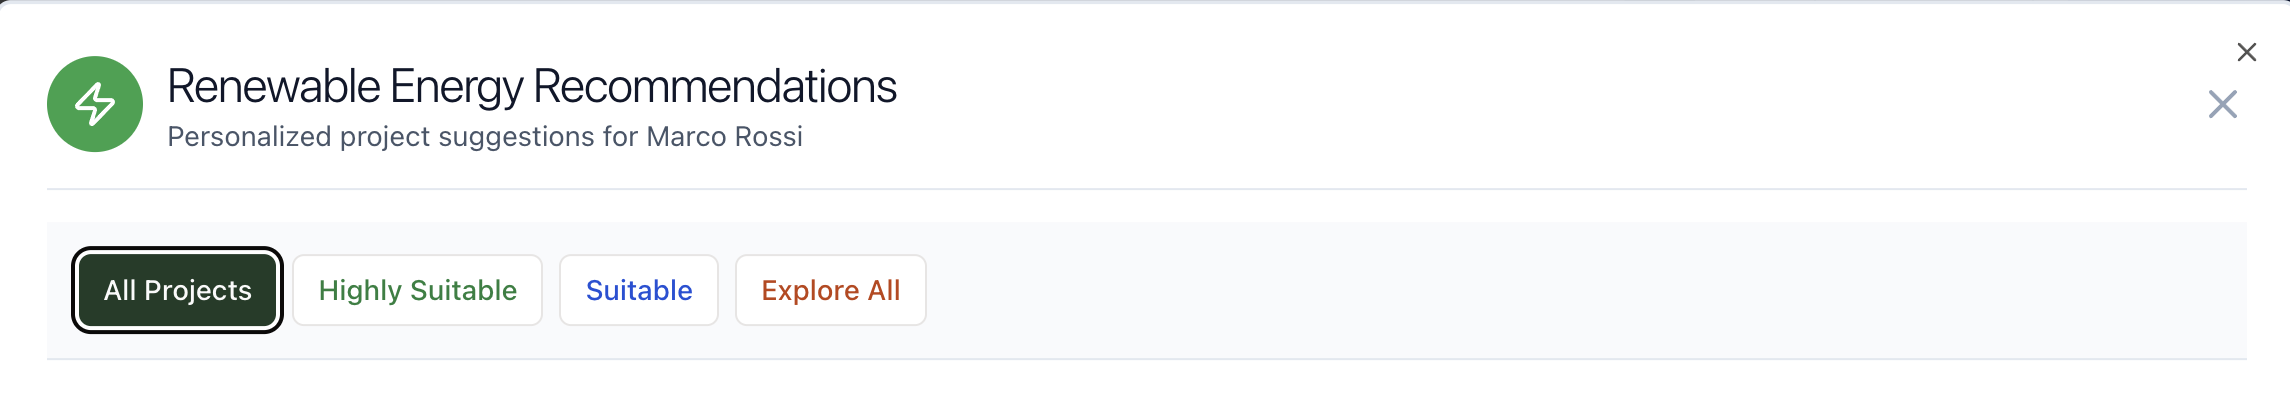 Renewable Energy Recommendations
Personalized project suggestions for Marco Rossi
All Projects
Highly Suitable
Suitable
Explore All